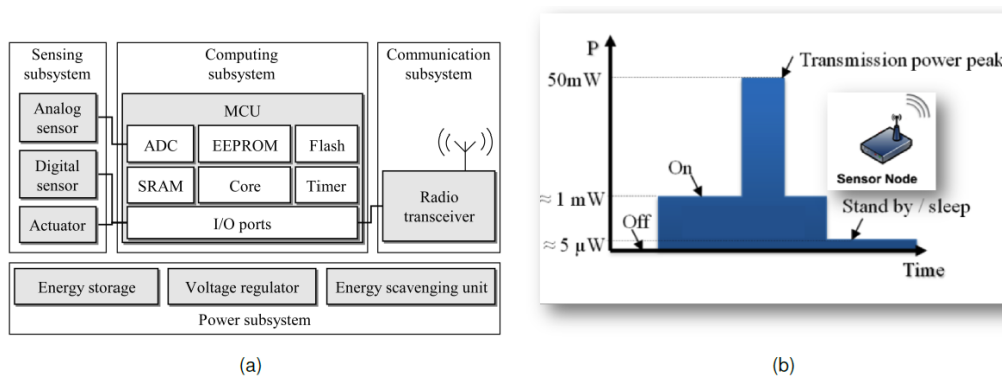 Sensing
subsystem
Analog
sensor
Digital
sensor
Actuator
Computing
subsystem
MCU
ADC
EEPROM
Flash
SRAM
Core
Timer
I/O ports
Communication
subsystem
Radio
transceiver
Energy storage
Voltage regulator
Energy scavenging unit
Power subsystem
(a)
P
50mW
Transmission power peak
On
≈ 1 mW
Off
≈ 5 µW
Sensor Node
Stand by / sleep
Time
(b)